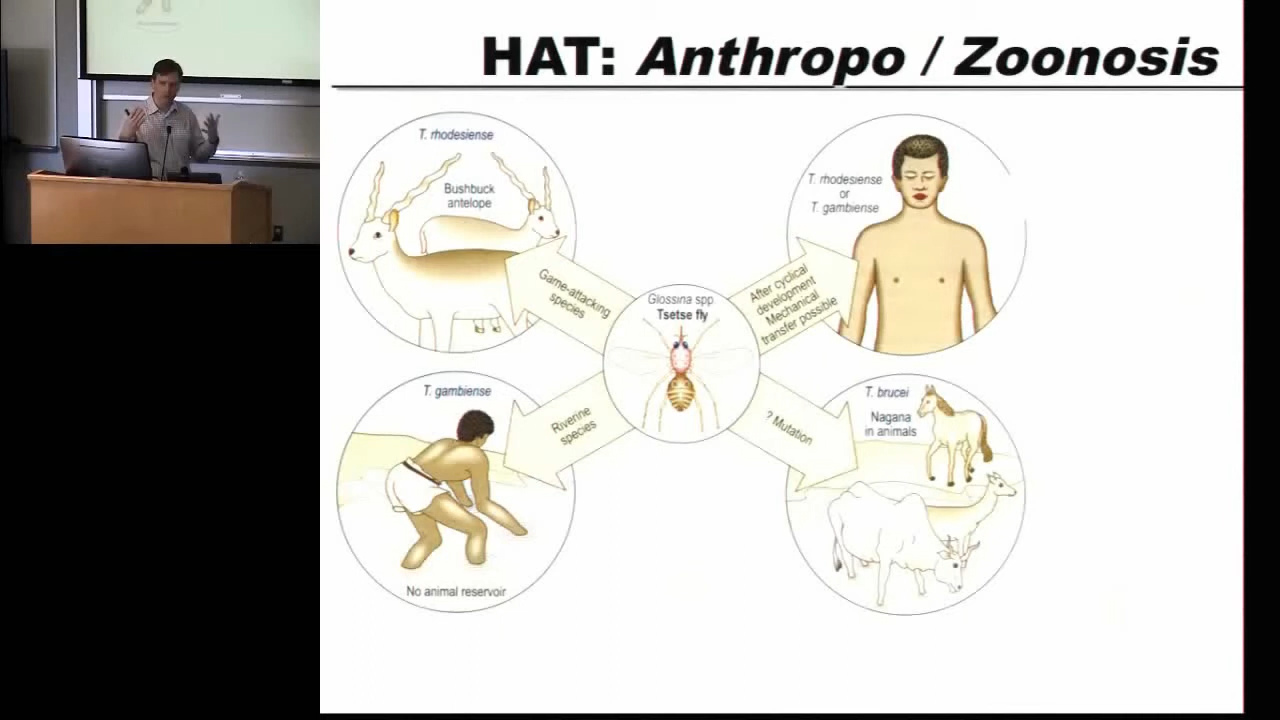 HAT: Anthropo / Zoonosis
T. rhodesiense
Bushbuck
antelope
Game-attacking
species
T. rhodesiense
or
T. gambiense
After cyclical
development
Mechanical
transfer possible
Glossina spp
Tsetse fly
T. gambiense
Riverine
species
No animal reservoir
? Mutation
T. brucei
Nagana
in animals